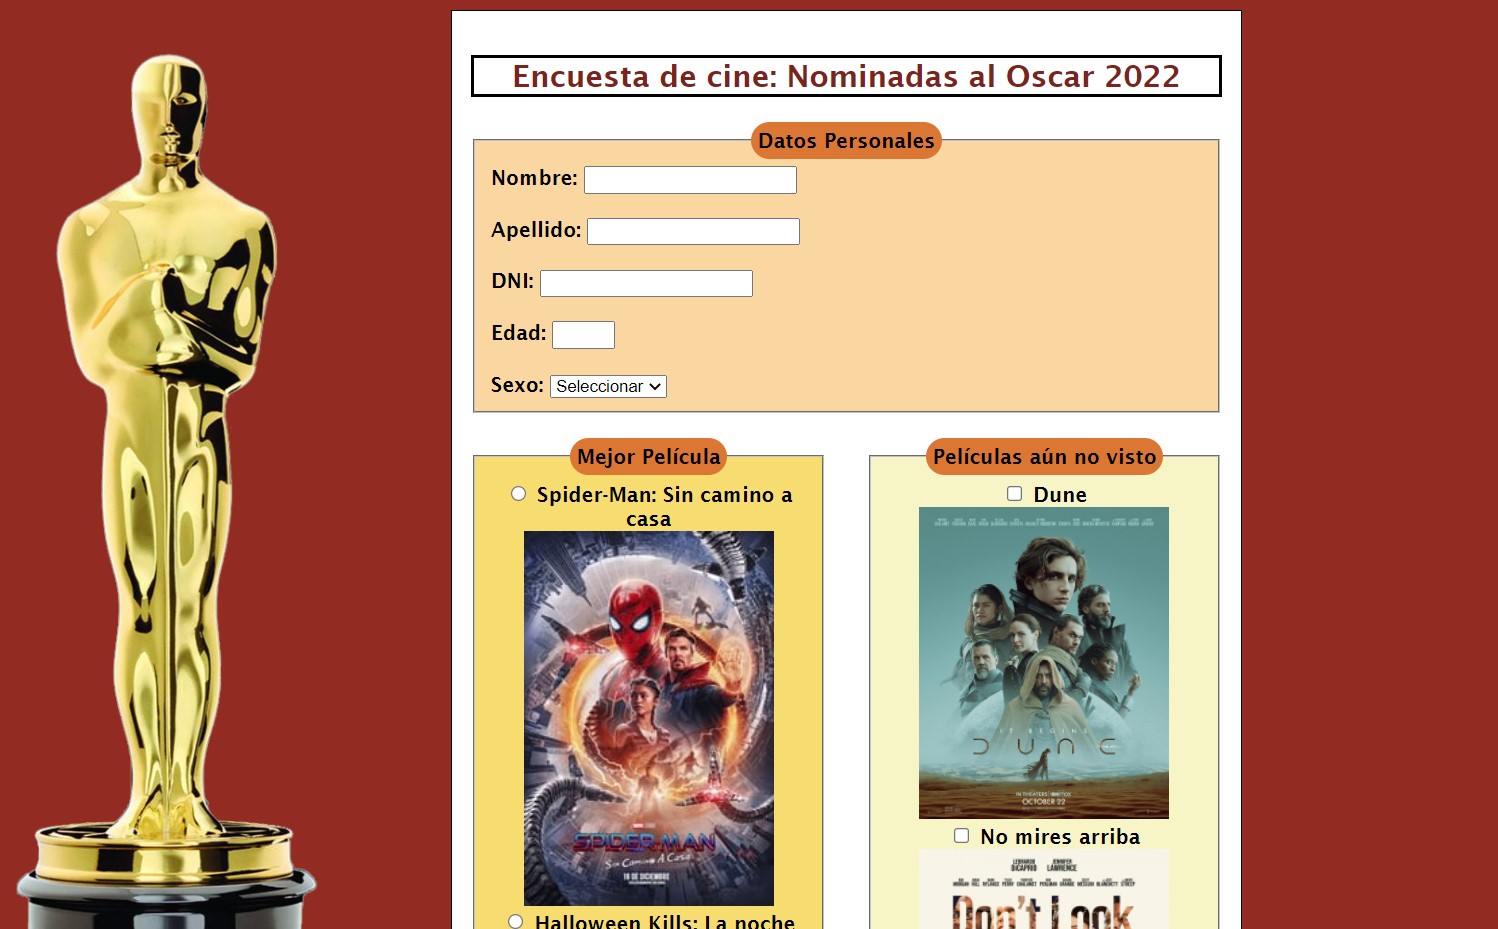 Encuesta de cine: Nominadas al Oscar 2022
Datos Personales
Nombre:
Apellido:
DNI:
Edad:
Sexo: Seleccionar
Mejor Película
Spider-Man: Sin camino a
casa
SPIDER-MAN
Sin Camino A Casa
16 DE DICIEMBRE
Halloween Kills: La noche
Películas aún no visto
Dune
IT BEGINS
DUNE
IN THEATERS
OCTOBER 22
No mires arriba
LEONARDO DiCAPRIO JENNIFER LAWRENCE
Don't Look